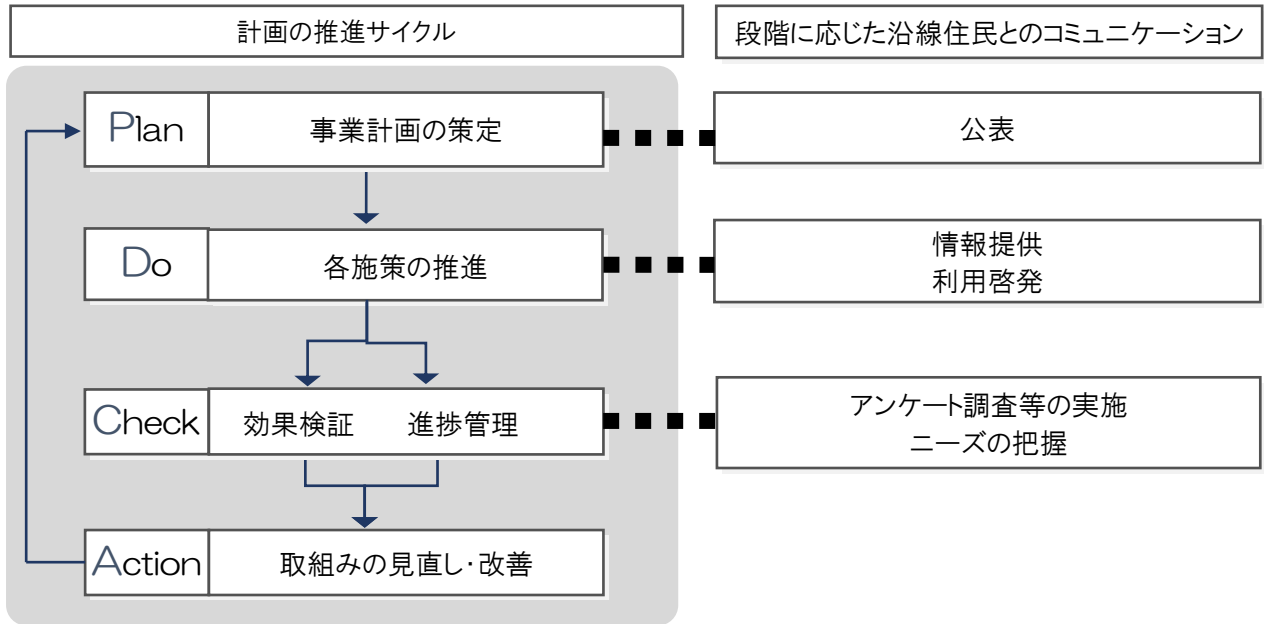 計画の推進サイクル
段階に応じた沿線住民とのコミュニケーション
Plan
事業計画の策定
公表
Do
各施策の推進
情報提供
利用啓発
Check
効果検証 進捗管理
アンケート調査等の実施
ニーズの把握
Action
取組みの見直し・改善